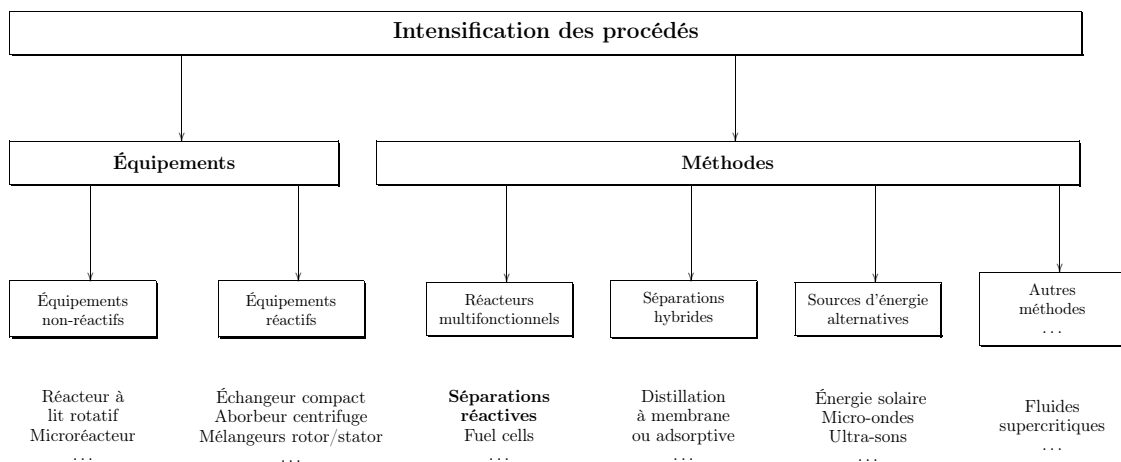 Intensification des procédés
Équipements
Méthodes
Équipements
non-réactifs
Équipements
réactifs
Réacteurs
multifonctionnels
Séparations
hybrides
Sources d'énergie
alternatives
Autres
méthodes
...
Réacteur à
lit rotatif
Microréacteur
...
Échangeur compact
Aborbeur centrifuge
Mélangeurs rotor/stator
...
Séparations
réactives
Fuel cells
...
Distillation
à membrane
ou adsorptive
...
Énergie solaire
Micro-ondes
Ultra-sons
...
Fluides
supercritiques
...